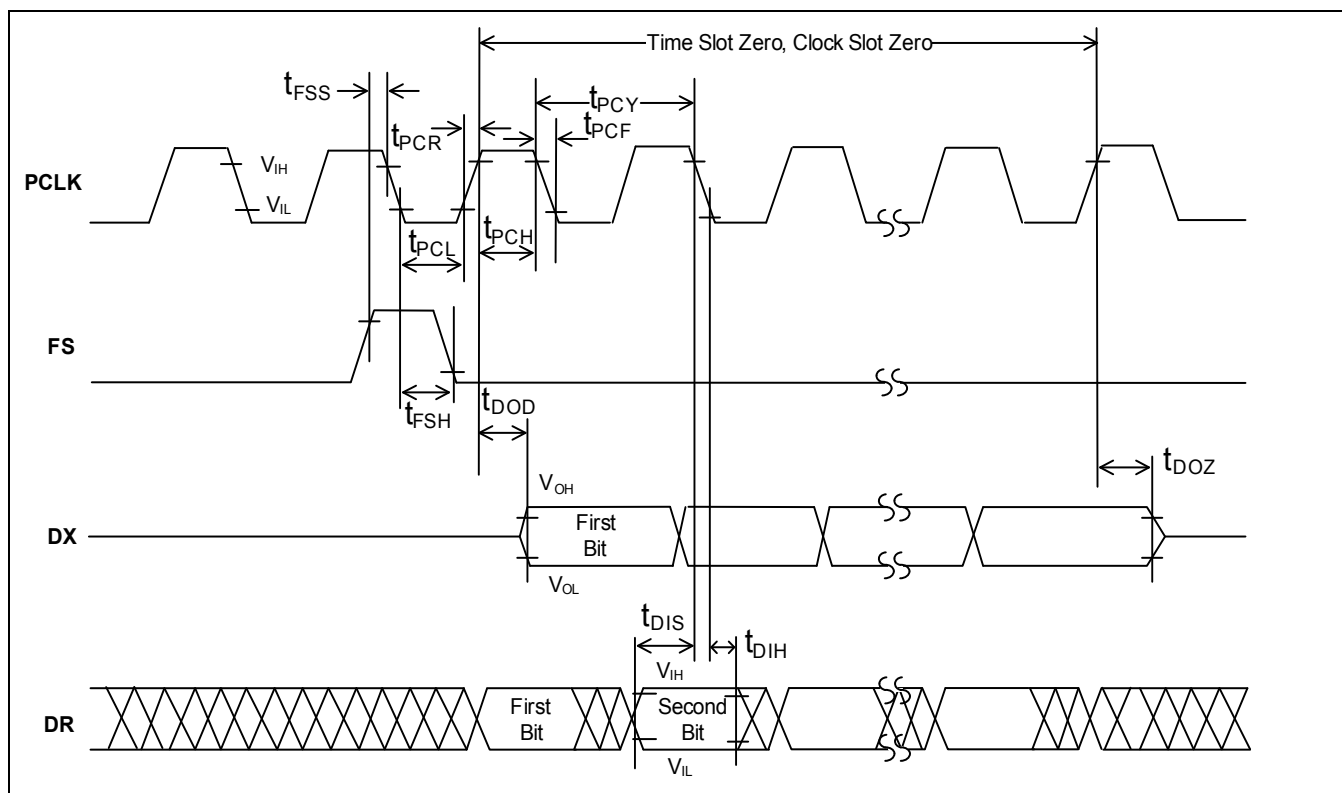 Time Slot Zero, Clock Slot Zero
tFSS
tPCY
tPCR
tPCF
PCLK
VIH
VIL
tPCL
tPCH
FS
tFSH
tDOD
tDOZ
VOH
DX
First
Bit
VOL
tDIS
tDIH
VIH
DR
First
Bit
Second
Bit
VIL